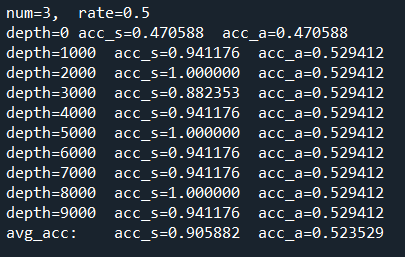 num=3,  rate=0.5
depth=0 acc_s=0.470588  acc_a=0.470588
depth=1000  acc_s=0.941176  acc_a=0.529412
depth=2000  acc_s=1.000000  acc_a=0.529412
depth=3000  acc_s=0.882353  acc_a=0.529412
depth=4000  acc_s=0.941176  acc_a=0.529412
depth=5000  acc_s=1.000000  acc_a=0.529412
depth=6000  acc_s=0.941176  acc_a=0.529412
depth=7000  acc_s=0.941176  acc_a=0.529412
depth=8000  acc_s=1.000000  acc_a=0.529412
depth=9000  acc_s=0.941176  acc_a=0.529412
avg_acc:    acc_s=0.905882  acc_a=0.523529